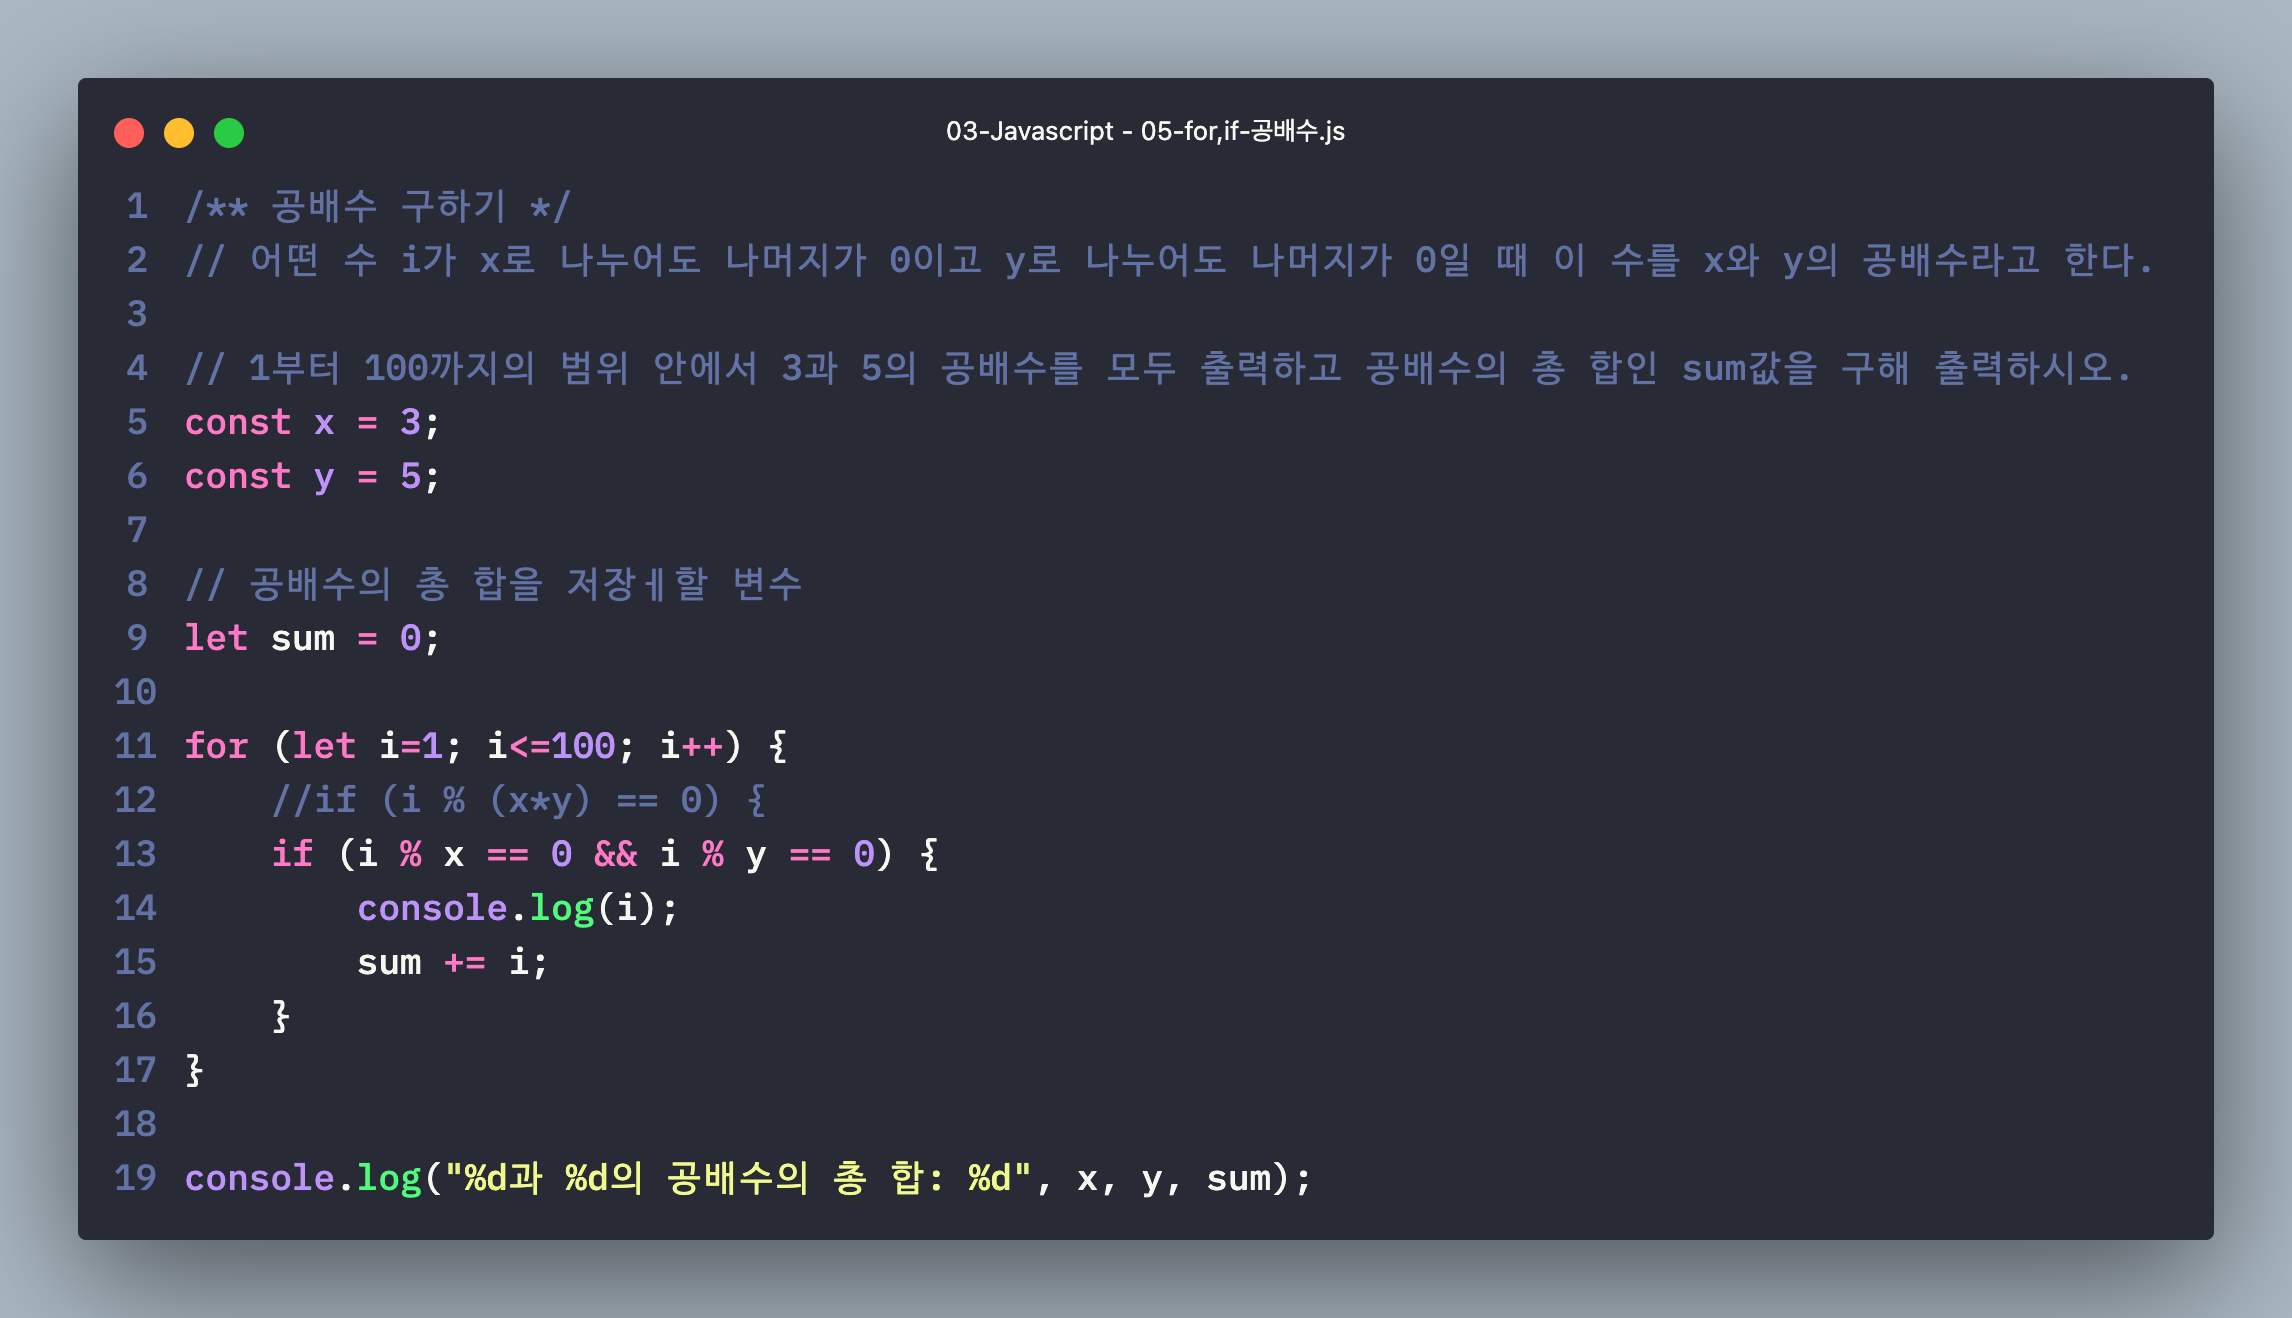 03-Javascript - 05-for,if-공배수.js
1 /** 공배수 구하기 */
2 // 어떤 수 i가 x로 나누어도 나머지가 0이고 y로 나누어도 나머지가 0일 때 이 수를 x와 y의 공배수라고 한다.
3
4 // 1부터 100까지의 범위 안에서 3과 5의 공배수를 모두 출력하고 공배수의 총 합인 sum값을 구해 출력하시오.
5 const x = 3;
6 const y = 5;
7
8 // 공배수의 총 합을 저장ㅔ할 변수
9 let sum = 0;
10
11 for (let i=1; i<=100; i++) {
12     //if (i % (x*y) == 0) {
13     if (i % x == 0 && i % y == 0) {
14         console.log(i);
15         sum += i;
16     }
17 }
18
19 console.log("%d과 %d의 공배수의 총 합: %d", x, y, sum);